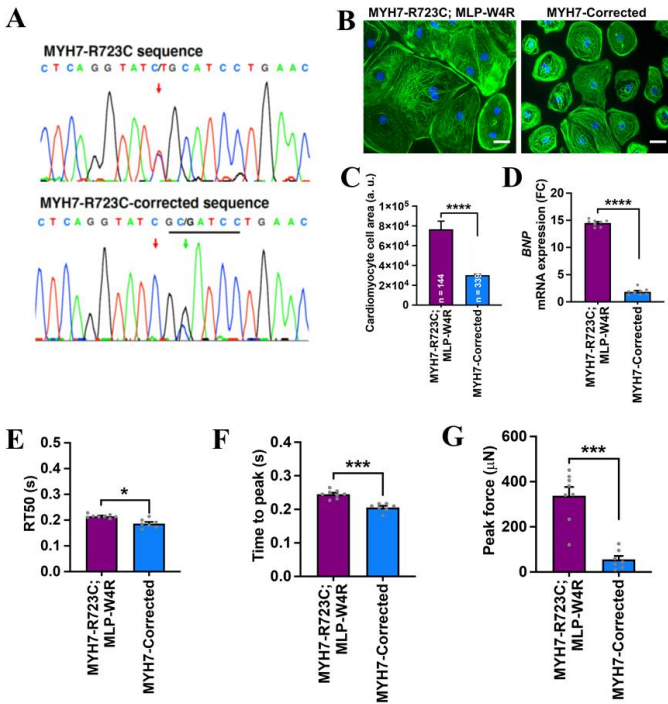 A
MYH7-R723C sequence
C T C A G G T A T C/T G C A T C C T G A A C
MYH7-R723C-corrected sequence
C T C A G G T A T C G C/G A T C C T G A A C
B
MYH7-R723C; MLP-W4R
MYH7-Corrected
C
Cardiomyocyte cell area (a. u.)
1×10⁵
8×10⁴
6×10⁴
4×10⁴
2×10⁴
0
****
n = 144
MYH7-R723C;
MLP-W4R
MYH7-Corrected
D
BNP
mRNA expression (FC)
20
15
10
5
0
****
MYH7-R723C;
MLP-W4R
MYH7-Corrected
E
RT50 (s)
0.5
0.4
0.3
0.2
0.1
0.0
*
MYH7-R723C;
MLP-W4R
MYH7-Corrected
F
Time to peak (s)
0.4
0.3
0.2
0.1
0.0
***
MYH7-R723C;
MLP-W4R
MYH7-Corrected
G
Peak force (µN)
600
400
200
0
***
MYH7-R723C;
MLP-W4R
MYH7-Corrected